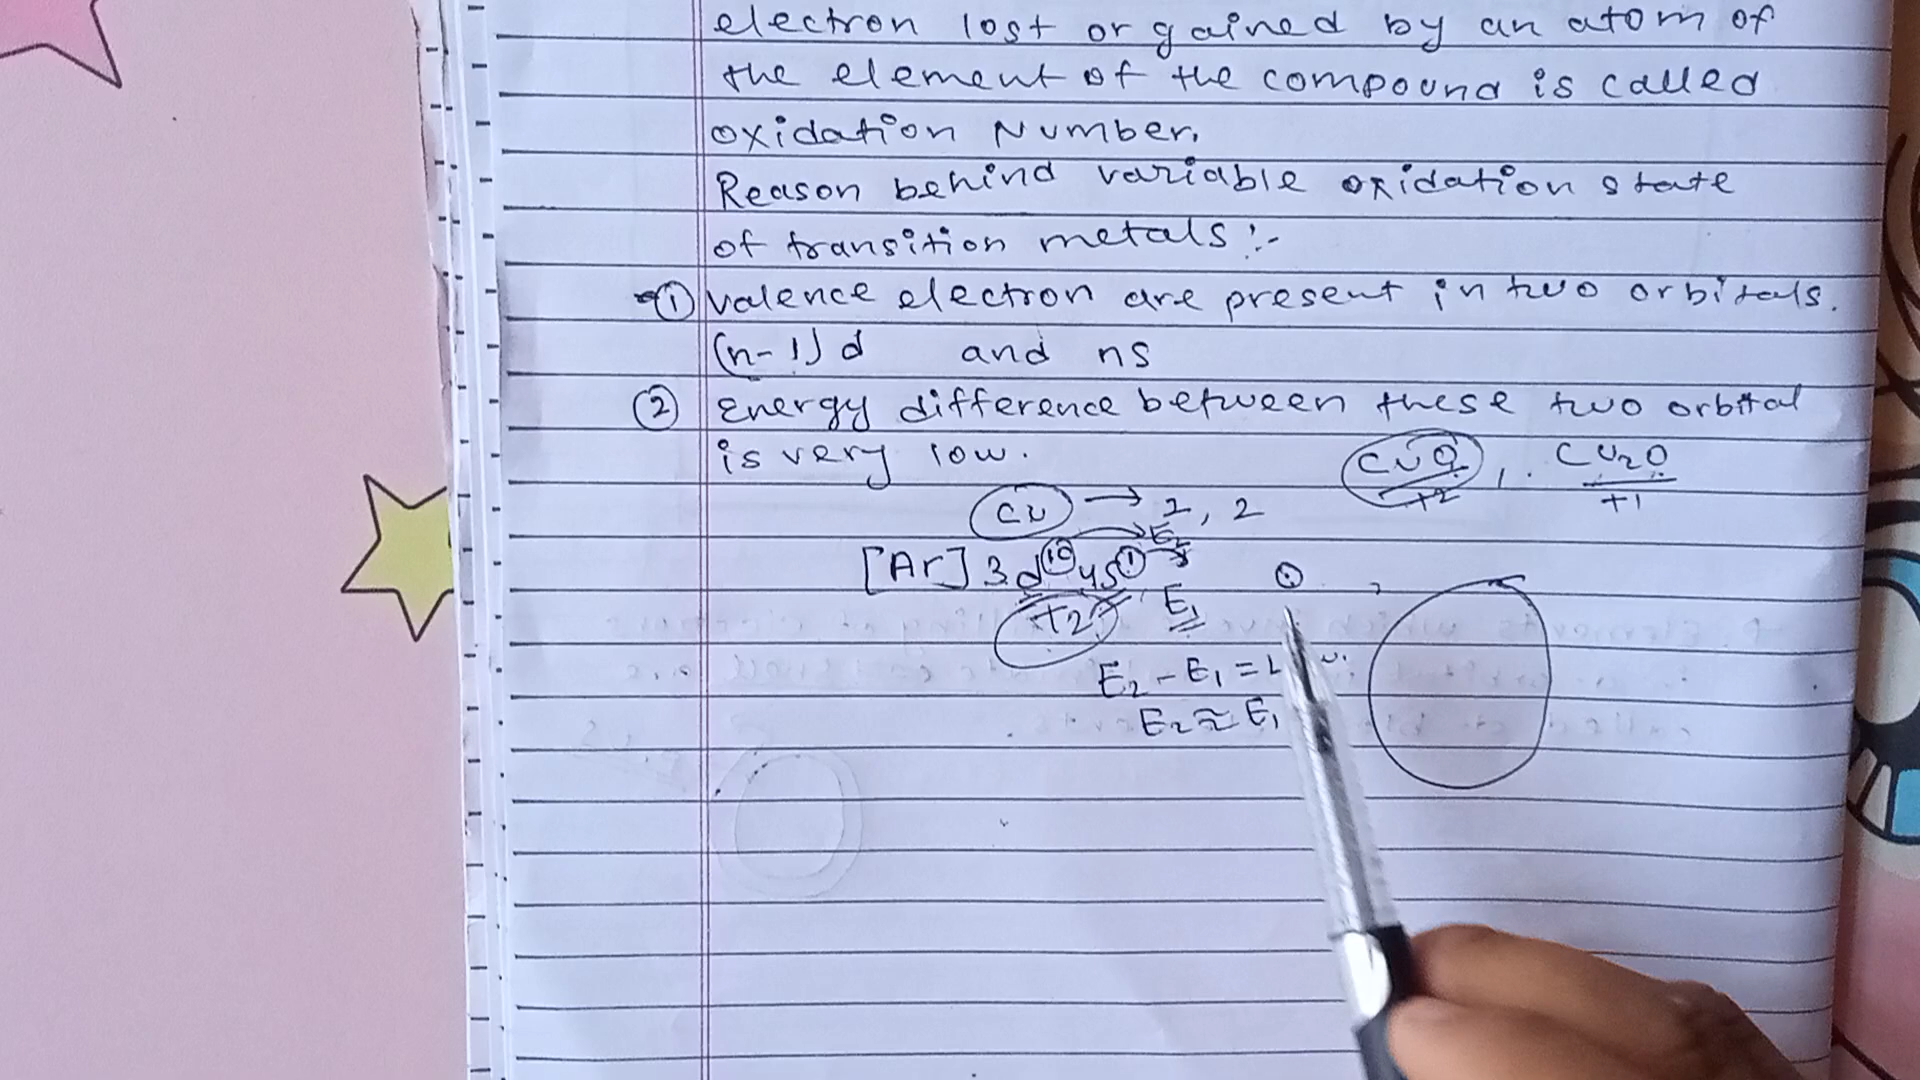 electron lost or gained by an atom of
the element of the compound is called
oxidation Number.
Reason behind variable oxidation state
of transition metals :-
① valence electron are present in two orbitals.
(n-1) d and ns
② Energy difference between these two orbital
is very low.
CuO , Cu2O
+2 +1
Cu → 2, 2
E2
[Ar] 3d10 4s1
+2 E1
E2 - E1 =
E2 ≈ E1